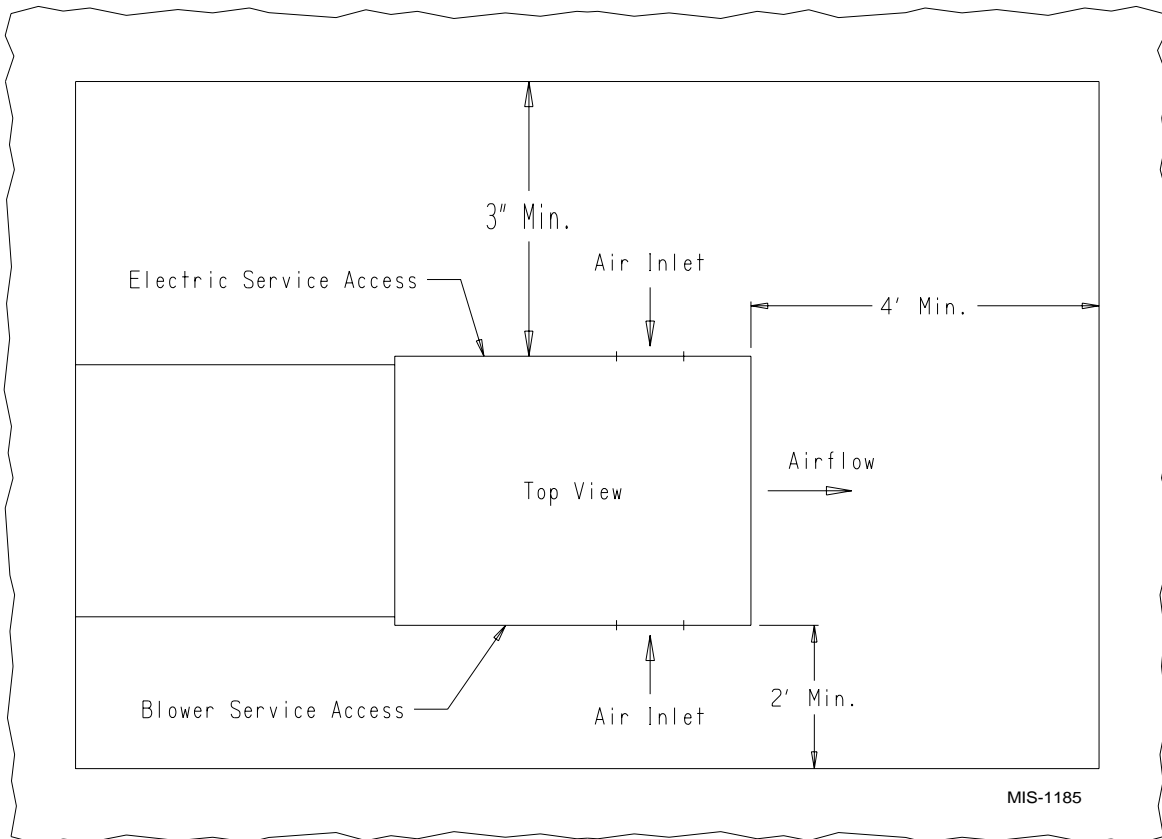 3" Min.
Air Inlet
Electric Service Access
4' Min.
Airflow
Top View
2' Min.
Blower Service Access
Air Inlet
MIS-1185